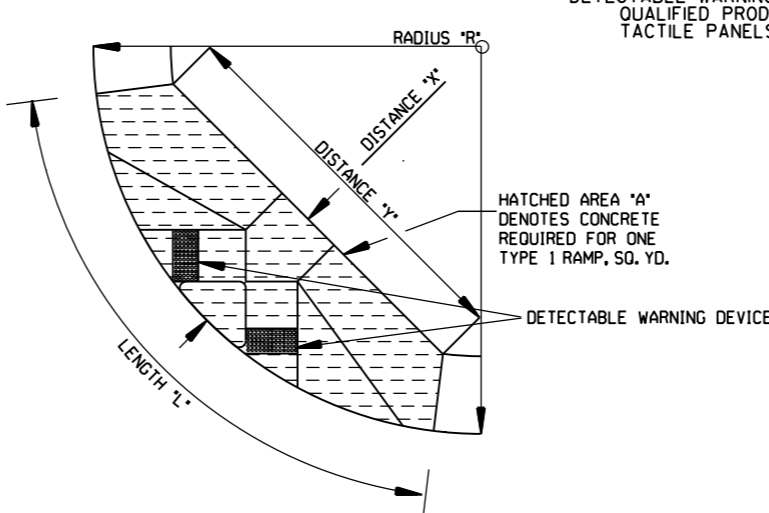 QUALIFIED PROD
TACTILE PANELS
RADIUS "R"
DISTANCE "X"
DISTANCE "Y"
HATCHED AREA "A"
DENOTES CONCRETE
REQUIRED FOR ONE
TYPE 1 RAMP, SQ. YD.
DETECTABLE WARNING DEVICE
LENGTH "L"